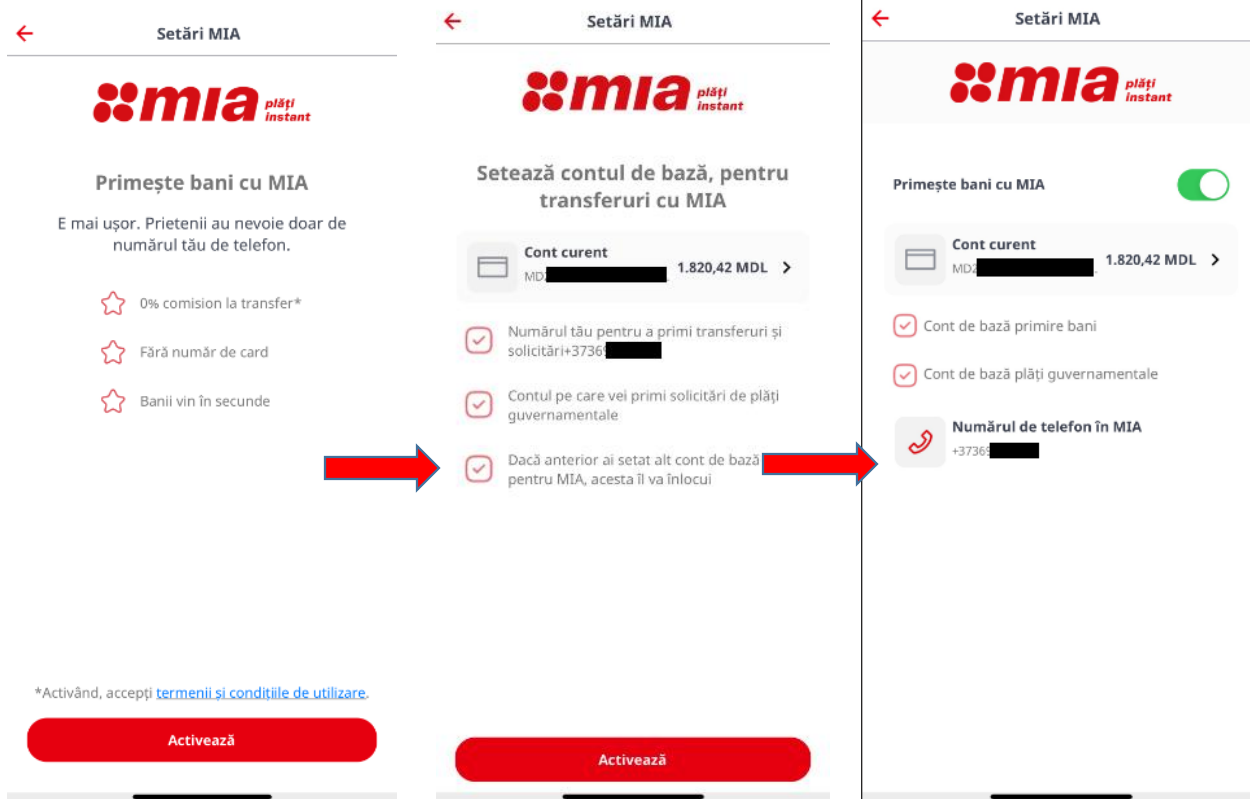 Setări MIA
mia plăți
instant
Primește bani cu MIA
E mai ușor. Prietenii au nevoie doar de
numărul tău de telefon.
0% comision la transfer*
Fără număr de card
Banii vin în secunde
*Activând, accepți termenii și condițiile de utilizare.
Activează
Setări MIA
mia plăți
instant
Setează contul de bază, pentru
transferuri cu MIA
Cont curent
1.820,42 MDL
MD2
Numărul tău pentru a primi transferuri și
solicitări+37369
Contul pe care vei primi solicitări de plăți
guvernamentale
Dacă anterior ai setat alt cont de bază
pentru MIA, acesta îl va înlocui
Activează
Setări MIA
mia plăți
instant
Primește bani cu MIA
Cont curent
1.820,42 MDL
MD2
Cont de bază primire bani
Cont de bază plăți guvernamentale
Numărul de telefon în MIA
+37369